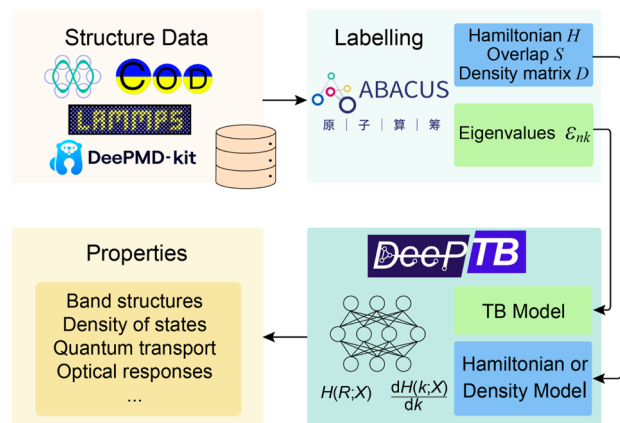 Structure Data
COD
LAMMPS
DeePMD-kit
Labelling
ABACUS
原 | 子 | 算 | 筹
Hamiltonian H
Overlap S
Density matrix D
Eigenvalues εnk
Properties
Band structures
Density of states
Quantum transport
Optical responses
...
DeePTB
H(R;X)
dH(k;X)
dk
TB Model
Hamiltonian or
Density Model